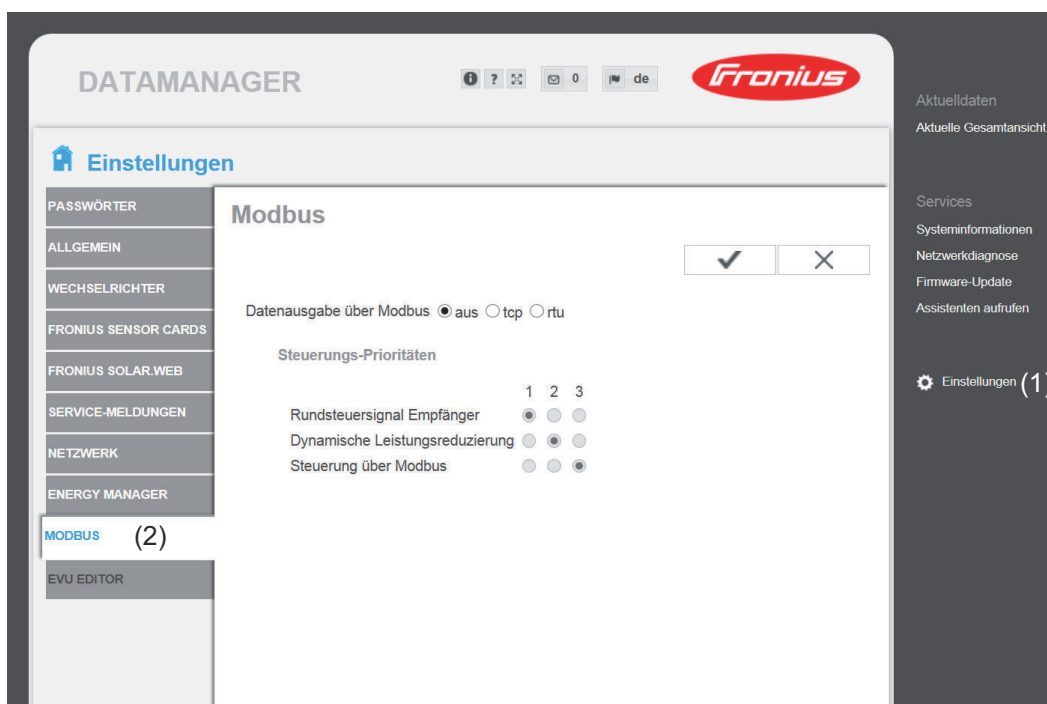 DATAMANAGER
i ? 0 de
Fronius
Aktuelldaten
Aktuelle Gesamtansicht
Einstellungen
PASSWÖRTER
ALLGEMEIN
WECHSELRICHTER
FRONIUS SENSOR CARDS
FRONIUS SOLAR.WEB
SERVICE-MELDUNGEN
NETZWERK
ENERGY MANAGER
MODBUS (2)
EVU EDITOR
Modbus
Datenausgabe über Modbus aus tcp rtu
Steuerungs-Prioritäten
1 2 3
Rundsteuersignal Empfänger
Dynamische Leistungsreduzierung
Steuerung über Modbus
Services
Systeminformationen
Netzwerkdiagnose
Firmware-Update
Assistenten aufrufen
Einstellungen (1)